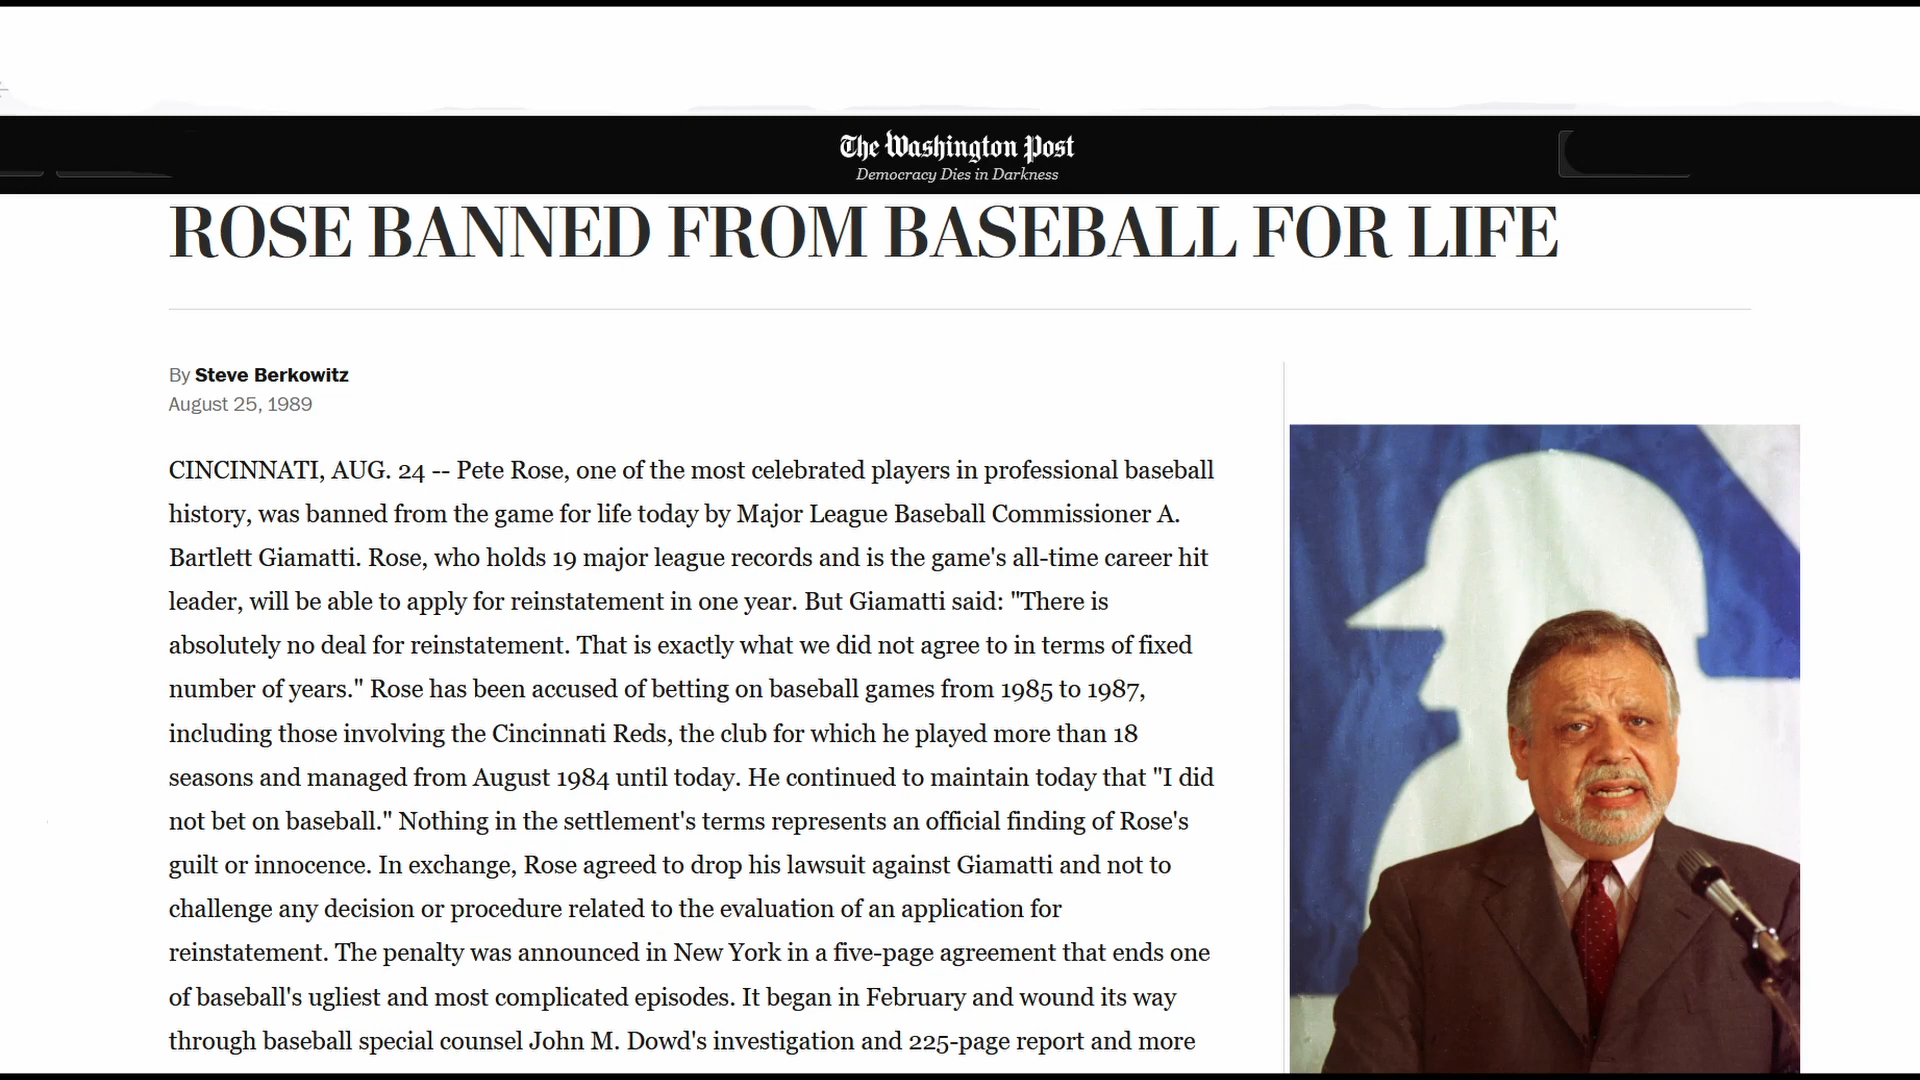 The Washington Post
Democracy Dies in Darkness
ROSE BANNED FROM BASEBALL FOR LIFE
By Steve Berkowitz
August 25, 1989
CINCINNATI, AUG. 24 -- Pete Rose, one of the most celebrated players in professional baseball
history, was banned from the game for life today by Major League Baseball Commissioner A.
Bartlett Giamatti. Rose, who holds 19 major league records and is the game's all-time career hit
leader, will be able to apply for reinstatement in one year. But Giamatti said: "There is
absolutely no deal for reinstatement. That is exactly what we did not agree to in terms of fixed
number of years." Rose has been accused of betting on baseball games from 1985 to 1987,
including those involving the Cincinnati Reds, the club for which he played more than 18
seasons and managed from August 1984 until today. He continued to maintain today that "I did
not bet on baseball." Nothing in the settlement's terms represents an official finding of Rose's
guilt or innocence. In exchange, Rose agreed to drop his lawsuit against Giamatti and not to
challenge any decision or procedure related to the evaluation of an application for
reinstatement. The penalty was announced in New York in a five-page agreement that ends one
of baseball's ugliest and most complicated episodes. It began in February and wound its way
through baseball special counsel John M. Dowd's investigation and 225-page report and more